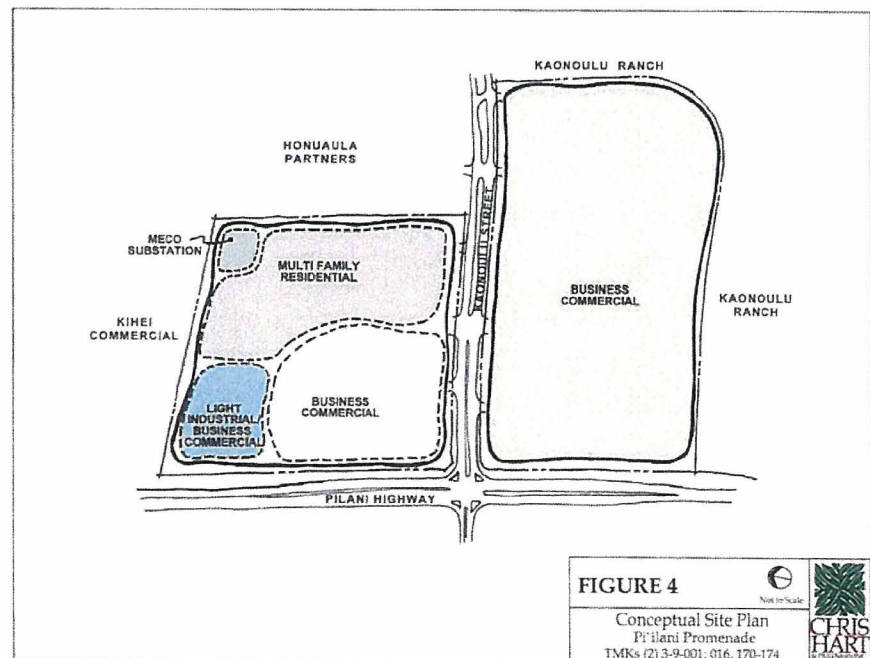 KAONOULU RANCH
HONUAULA
PARTNERS
MECO
SUBSTATION
MULTI FAMILY
RESIDENTIAL
KAONOULU STREET
BUSINESS
COMMERCIAL
KAONOULU
RANCH
KIHEI
COMMERCIAL
LIGHT
INDUSTRIAL/
BUSINESS
COMMERCIAL
BUSINESS
COMMERCIAL
PILANI HIGHWAY
FIGURE 4
Not to Scale
Conceptual Site Plan
Pi'ilani Promenade
TMKs (2) 3-9-001: 016, 170-174
CHRIS
HART